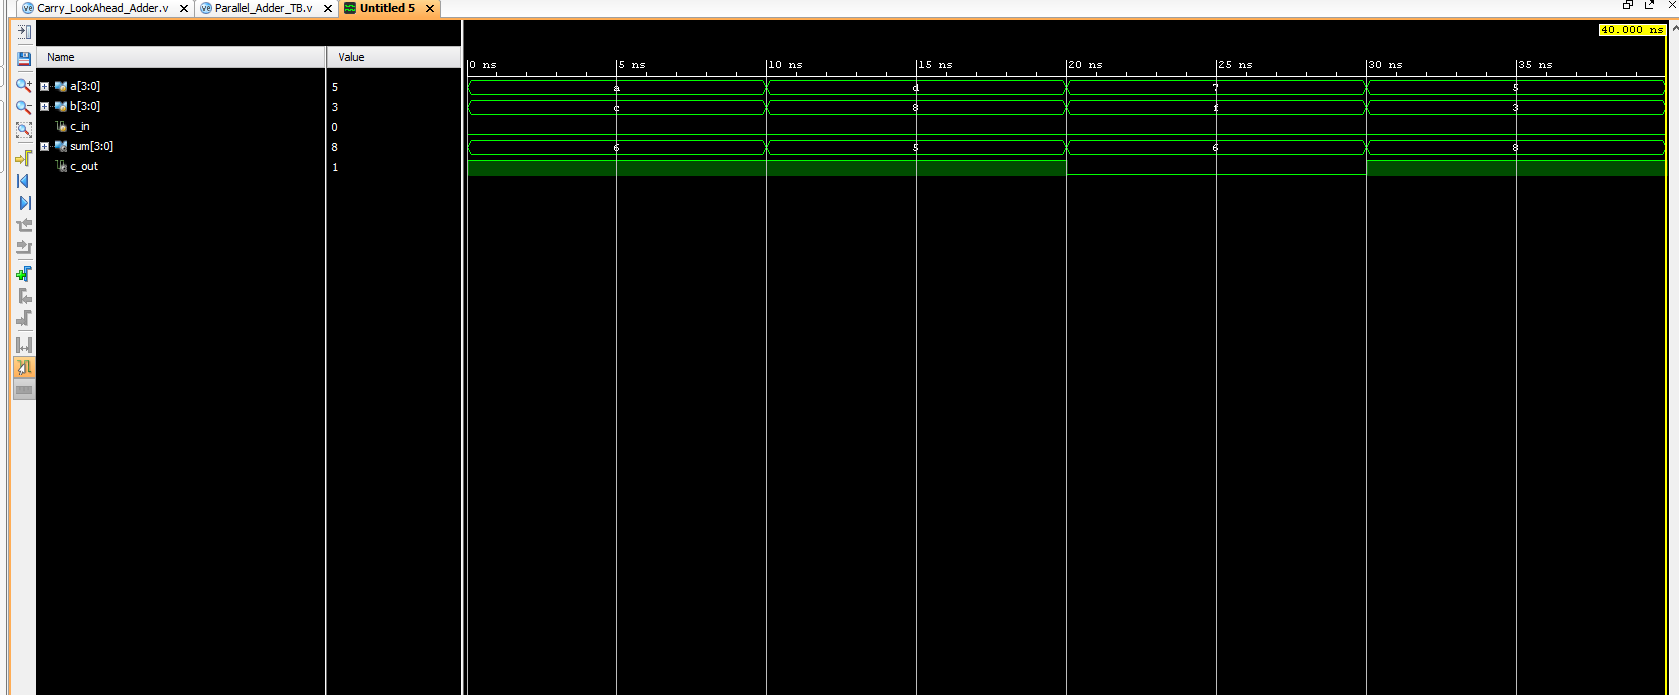 Carry_LookAhead_Adder.v Parallel_Adder_TB.v Untitled 5
40.000 ns
Name Value
0 ns 5 ns 10 ns 15 ns 20 ns 25 ns 30 ns 35 ns
a[3:0] 5 a d 7 5
b[3:0] 3 c 8 f 3
c_in 0
sum[3:0] 8 6 5 6 8
c_out 1